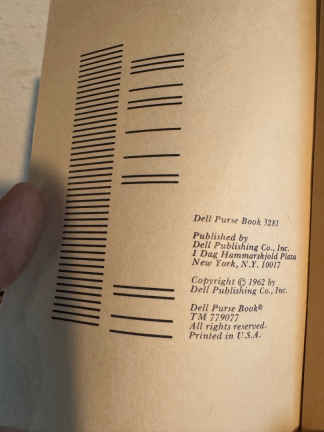 Dell Purse Book 3281
Published by
Dell Publishing Co., Inc.
1 Dag Hammarskjold Plaza
New York, N.Y. 10017
Copyright © 1962 by
Dell Publishing Co., Inc.
Dell Purse Book®
TM 779077
All rights reserved.
Printed in U.S.A.